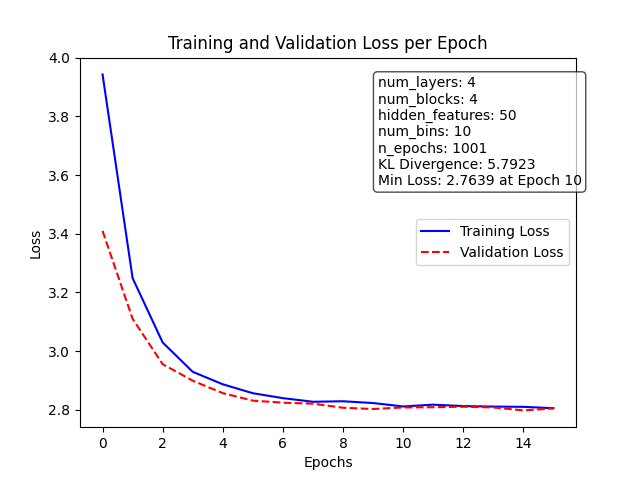 Training and Validation Loss per Epoch
4.0
3.8
3.6
3.4
3.2
3.0
2.8
Loss
num_layers: 4
num_blocks: 4
hidden_features: 50
num_bins: 10
n_epochs: 1001
KL Divergence: 5.7923
Min Loss: 2.7639 at Epoch 10
Training Loss
Validation Loss
0 2 4 6 8 10 12 14
Epochs